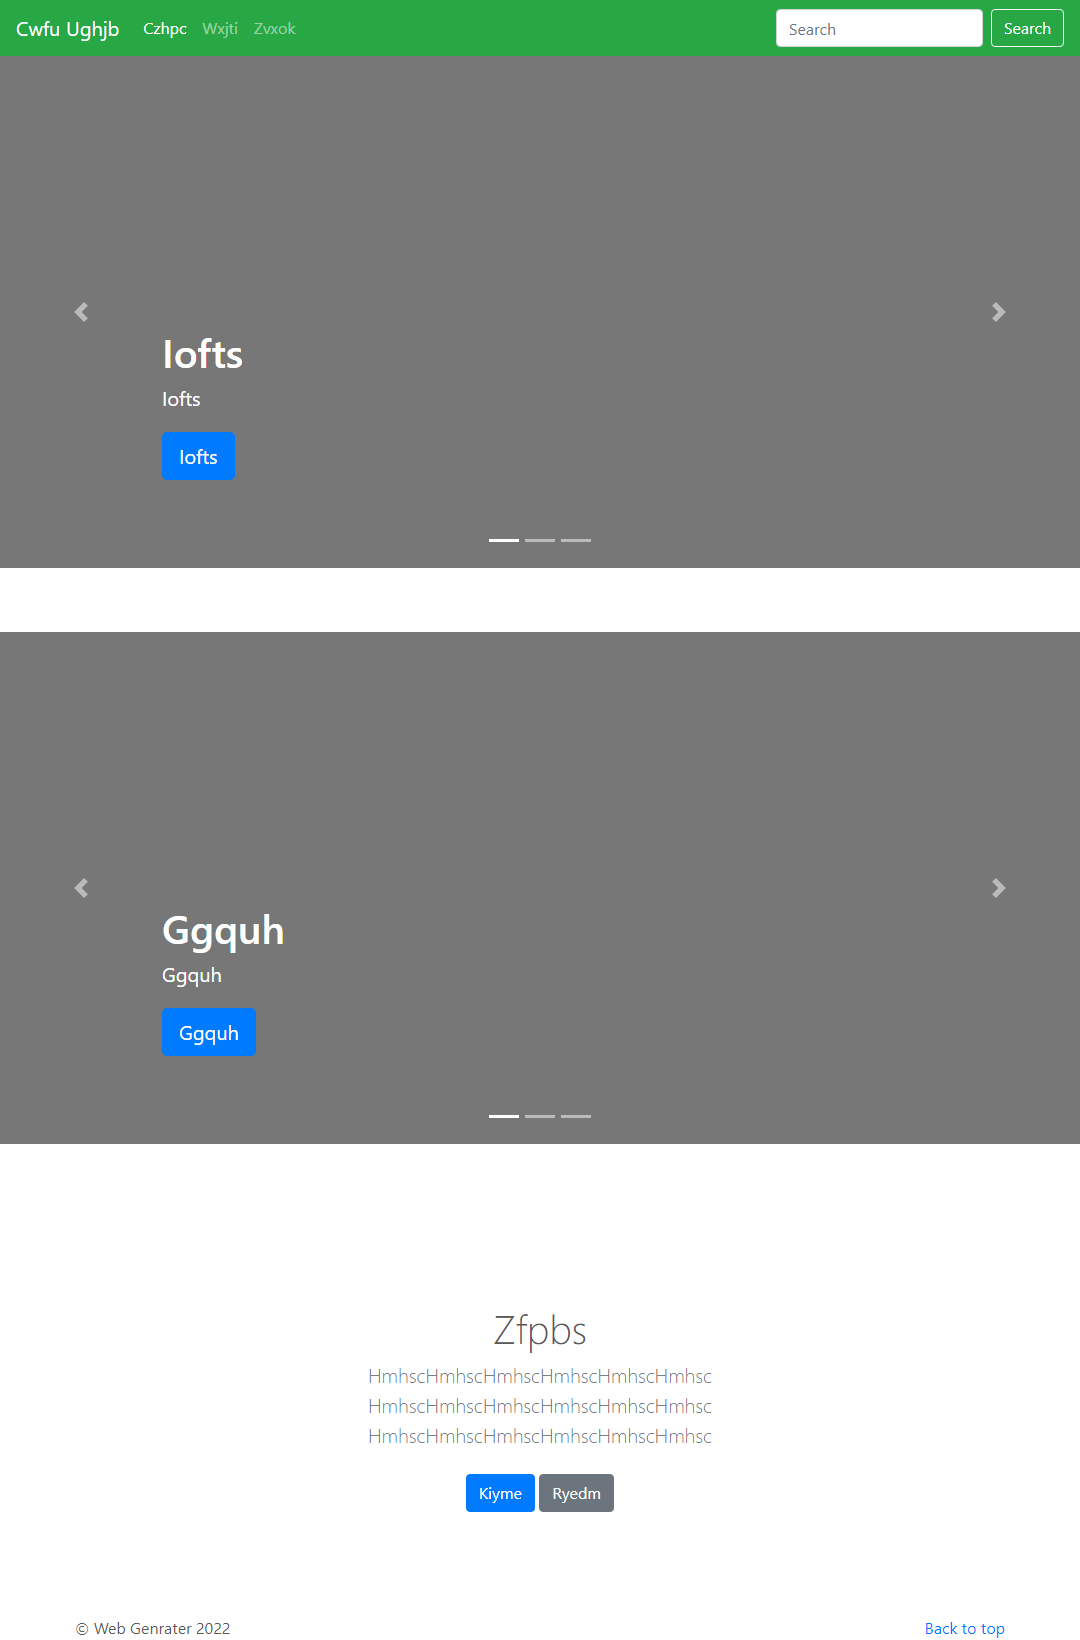 Cwfu Ughjb Czhpc Wxjti Zvxok Search Search
Iofts
Iofts
Iofts
Ggquh
Ggquh
Ggquh
Zfpbs
HmhscHmhscHmhscHmhscHmhscHmhsc
HmhscHmhscHmhscHmhscHmhscHmhsc
HmhscHmhscHmhscHmhscHmhscHmhsc
Kiyme Ryedm
© Web Genrater 2022 Back to top